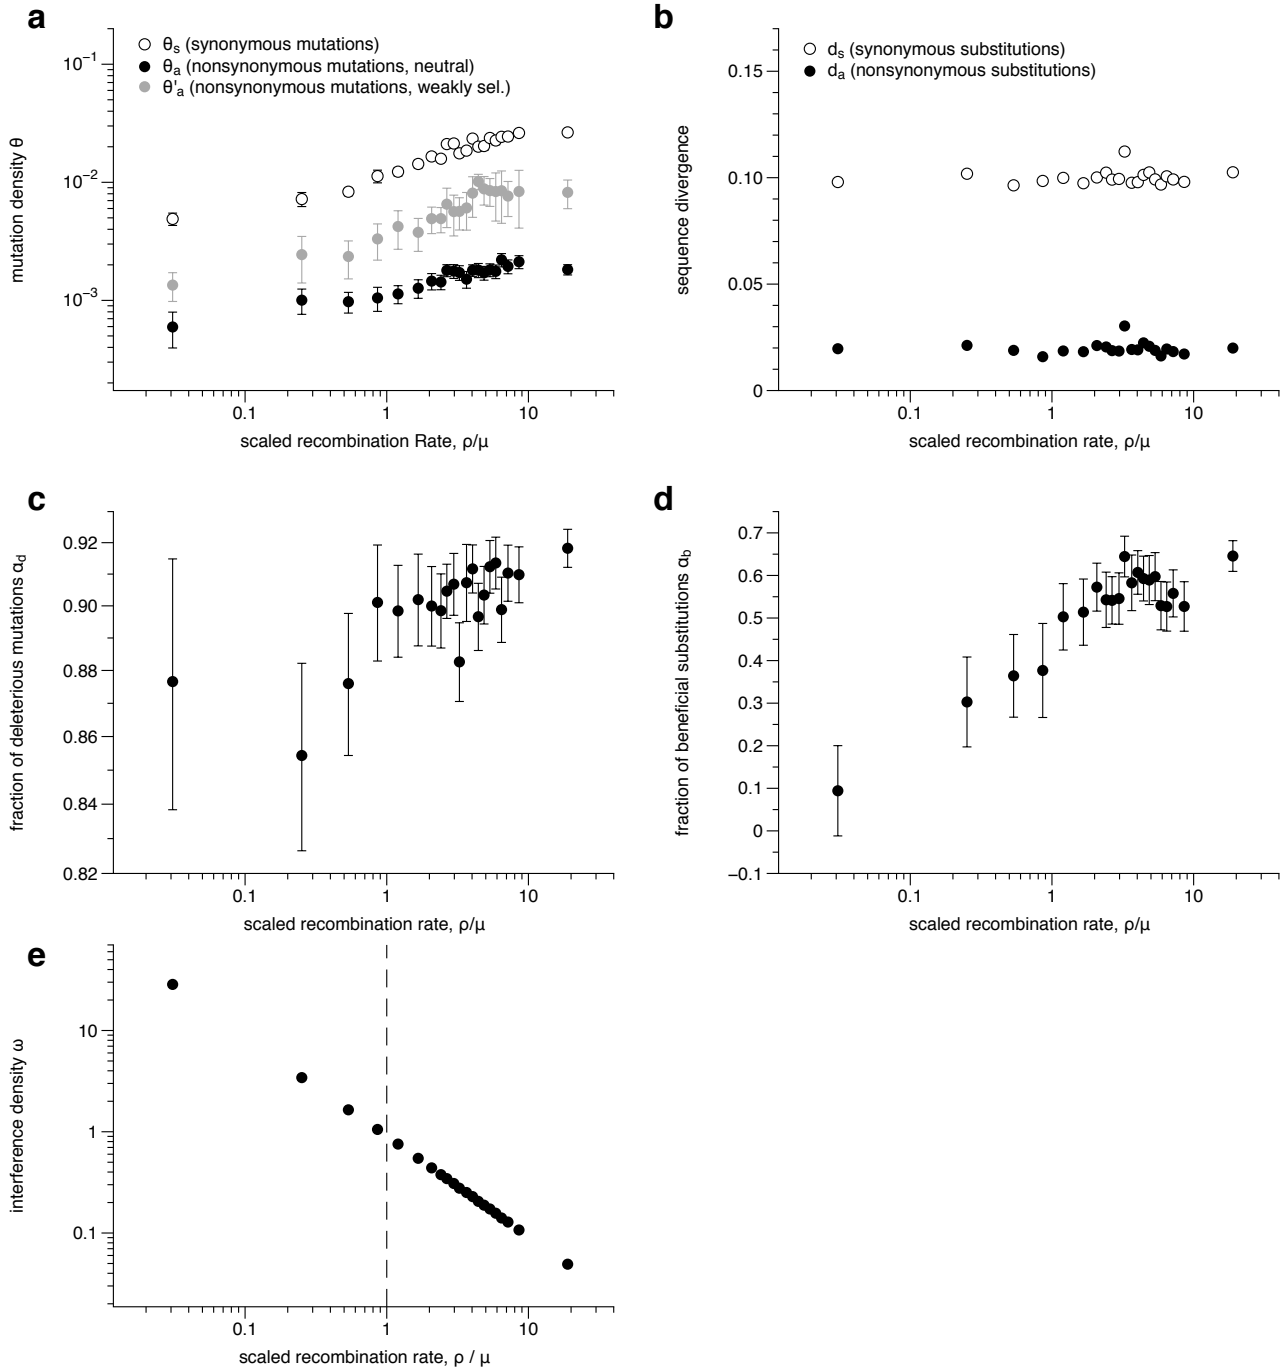 a
θs (synonymous mutations)
θa (nonsynonymous mutations, neutral)
θ'a (nonsynonymous mutations, weakly sel.)
10−1
10−2
10−3
mutation density θ
0.1 1 10
scaled recombination Rate, ρ/μ
b
ds (synonymous substitutions)
da (nonsynonymous substitutions)
0.15
0.10
0.05
0
sequence divergence
0.1 1 10
scaled recombination rate, ρ/μ
c
0.92
0.90
0.88
0.86
0.84
0.82
fraction of deleterious mutations αd
0.1 1 10
scaled recombination rate, ρ/μ
d
0.7
0.6
0.5
0.4
0.3
0.2
0.1
0
−0.1
fraction of beneficial substitutions αb
0.1 1 10
scaled recombination rate, ρ/μ
e
10
1
0.1
interference density ω
0.1 1 10
scaled recombination rate, ρ / μ